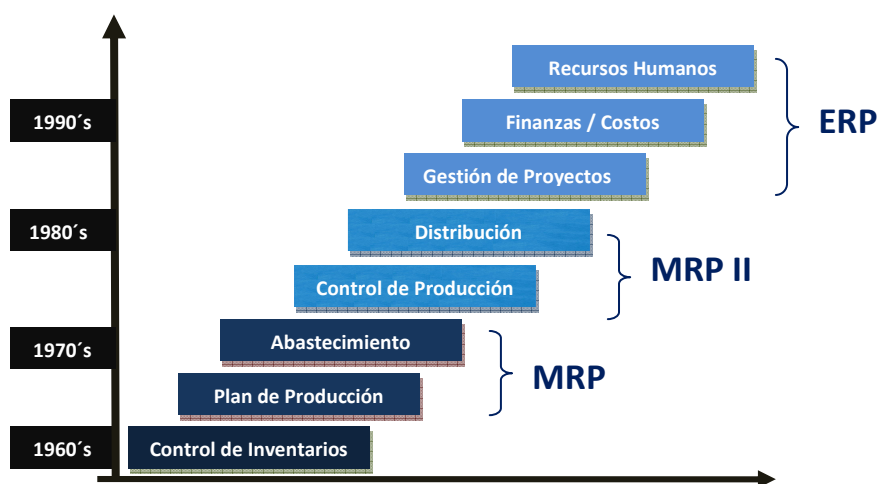 Recursos Humanos
1990´s
Finanzas / Costos
ERP
Gestión de Proyectos
1980´s
Distribución
MRP II
Control de Producción
1970´s
Abastecimiento
MRP
Plan de Producción
1960´s
Control de Inventarios